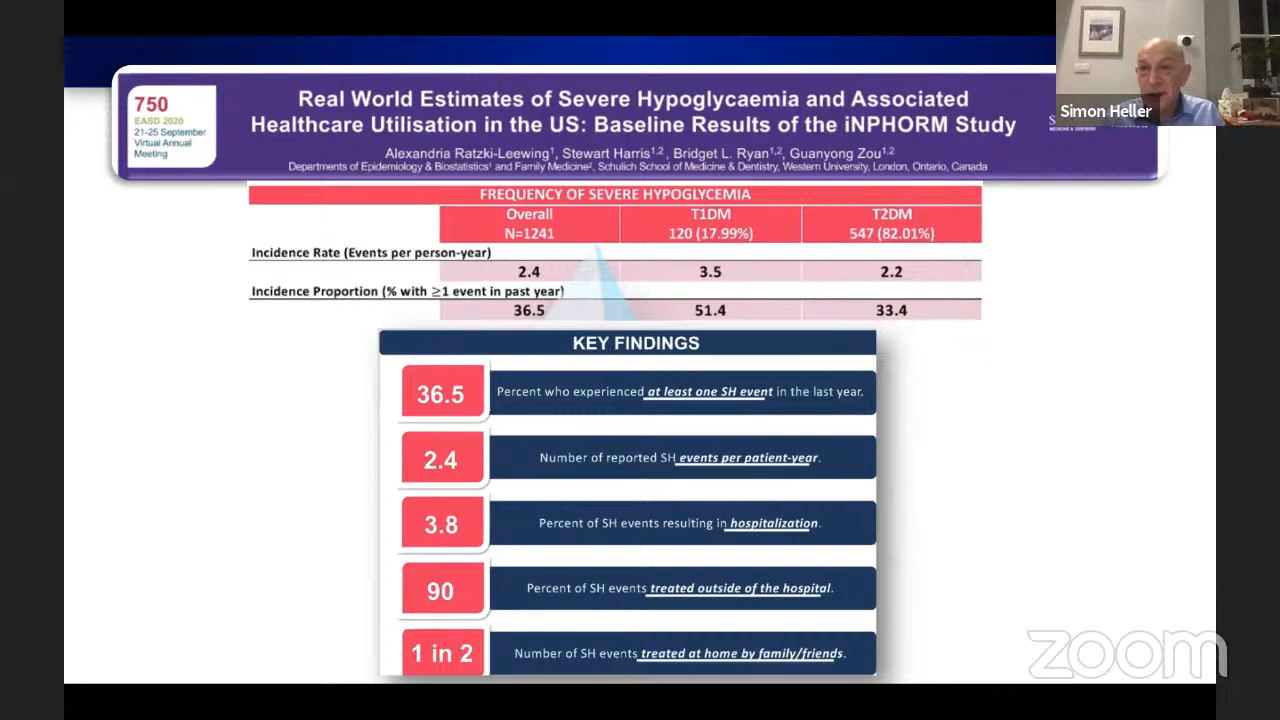 Simon Heller
750
EASD 2020
21-25 September
Virtual Annual
Meeting
Real World Estimates of Severe Hypoglycaemia and Associated
Healthcare Utilisation in the US: Baseline Results of the iNPHORM Study
Alexandria Ratzki-Leewing¹, Stewart Harris¹,², Bridget L. Ryan¹,², Guanyong Zou¹,²
Departments of Epidemiology & Biostatistics¹ and Family Medicine², Schulich School of Medicine & Dentistry, Western University, London, Ontario, Canada
FREQUENCY OF SEVERE HYPOGLYCEMIA
Overall T1DM T2DM
N=1241 120 (17.99%) 547 (82.01%)
Incidence Rate (Events per person-year)
2.4 3.5 2.2
Incidence Proportion (% with ≥1 event in past year)
36.5 51.4 33.4
KEY FINDINGS
36.5 Percent who experienced at least one SH event in the last year.
2.4 Number of reported SH events per patient-year.
3.8 Percent of SH events resulting in hospitalization.
90 Percent of SH events treated outside of the hospital.
1 in 2 Number of SH events treated at home by family/friends.
zoom